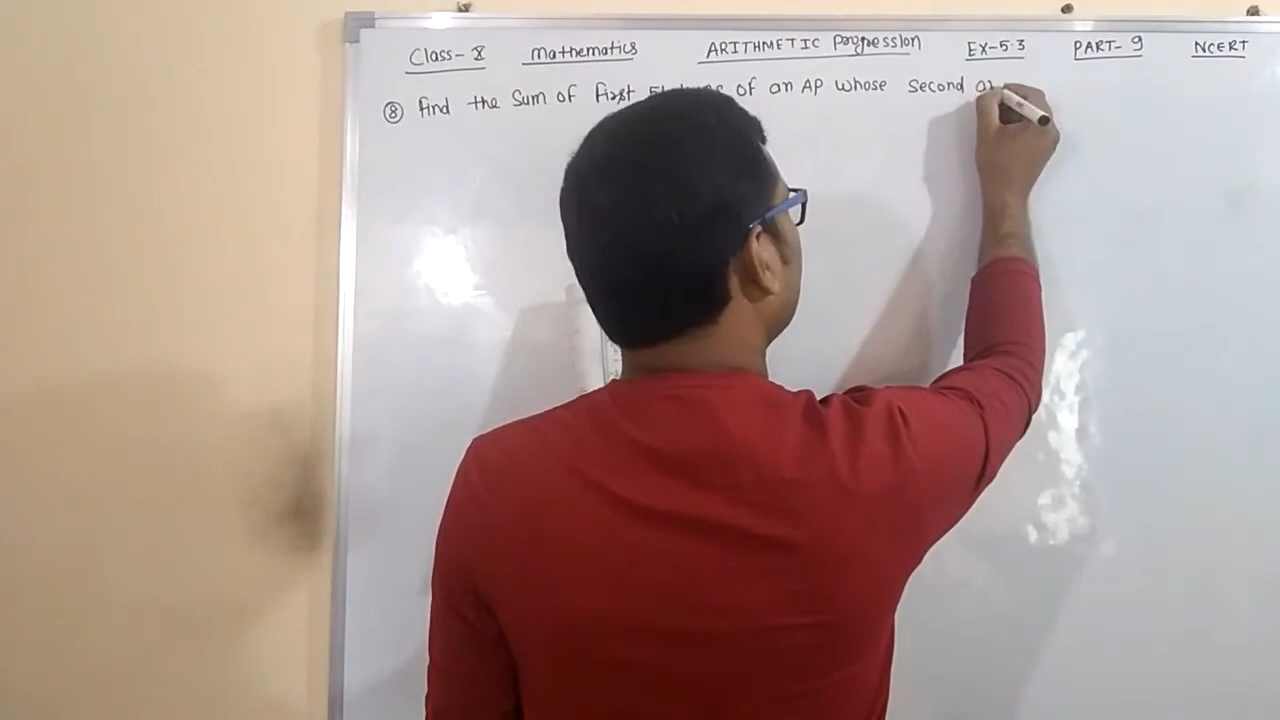 Class- X Mathematics ARITHMETIC Progression EX-5.3 PART- 9 NCERT
⑧ Find the Sum of first of an AP whose second